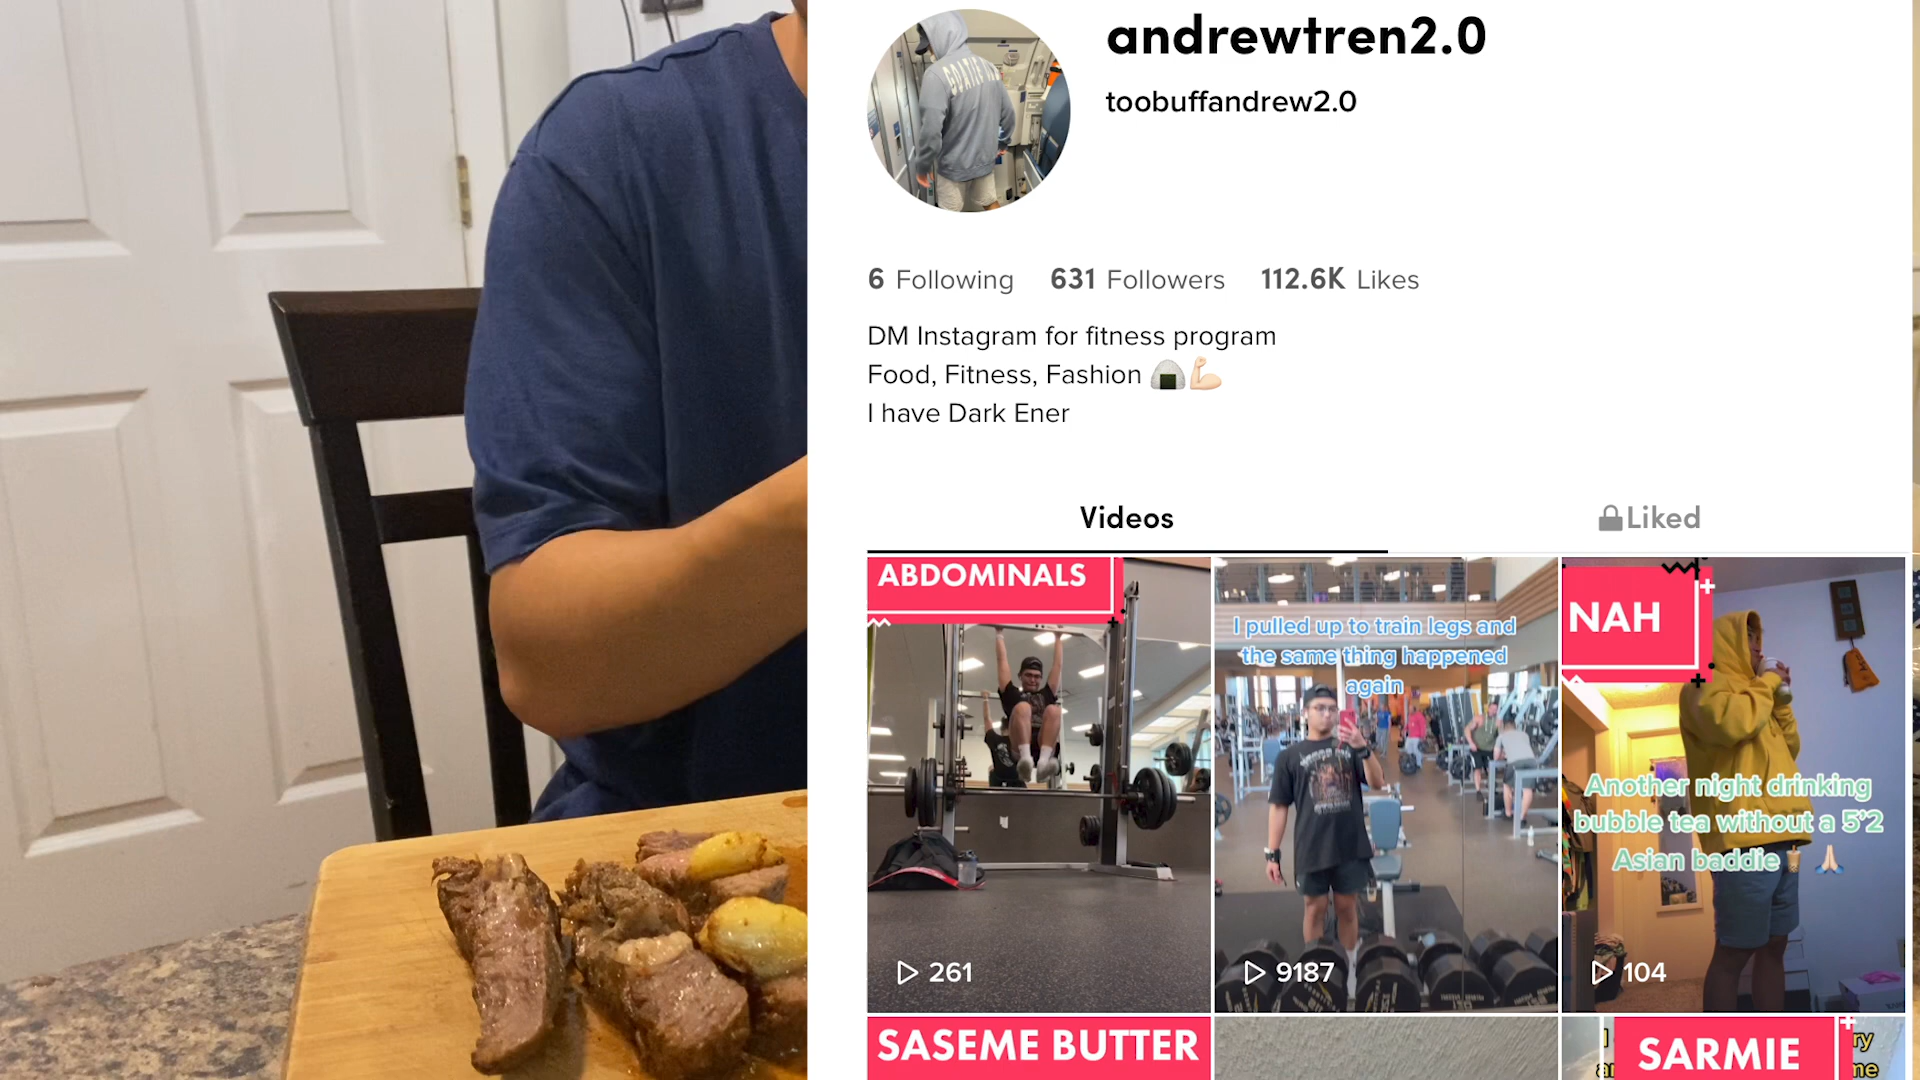 andrewtren2.0
toobuffandrew2.0
6 Following 631 Followers 112.6K Likes
DM Instagram for fitness program
Food, Fitness, Fashion 🍙💪🏻
I have Dark Ener
Videos
Liked
ABDOMINALS
261
I pulled up to train legs and
the same thing happened
again
9187
NAH
Another night drinking
bubble tea without a 5'2
Asian baddie🧋🙏🏻
104
SASEME BUTTER
SARMIE